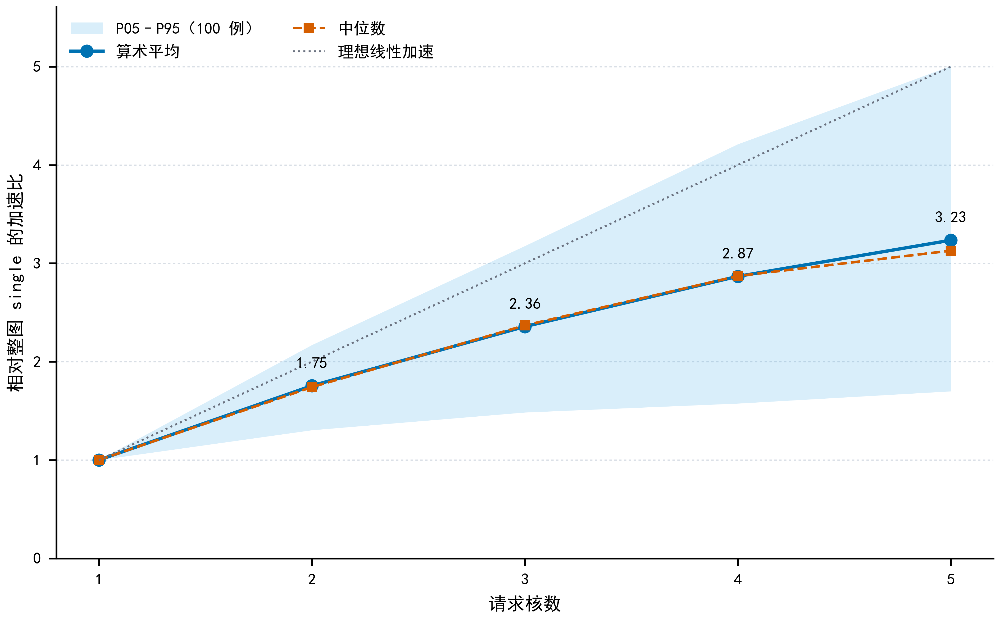 P05–P95（100 例）
算术平均
中位数
理想线性加速
相对整图 single 的加速比
5
4
3
2
1
0
1.75
2.36
2.87
3.23
1
2
3
4
5
请求核数